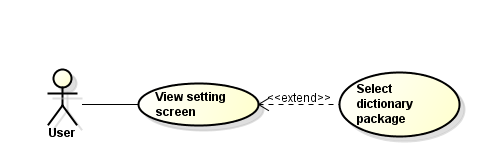 User
View setting
screen
<<extend>>
Select
dictionary
package